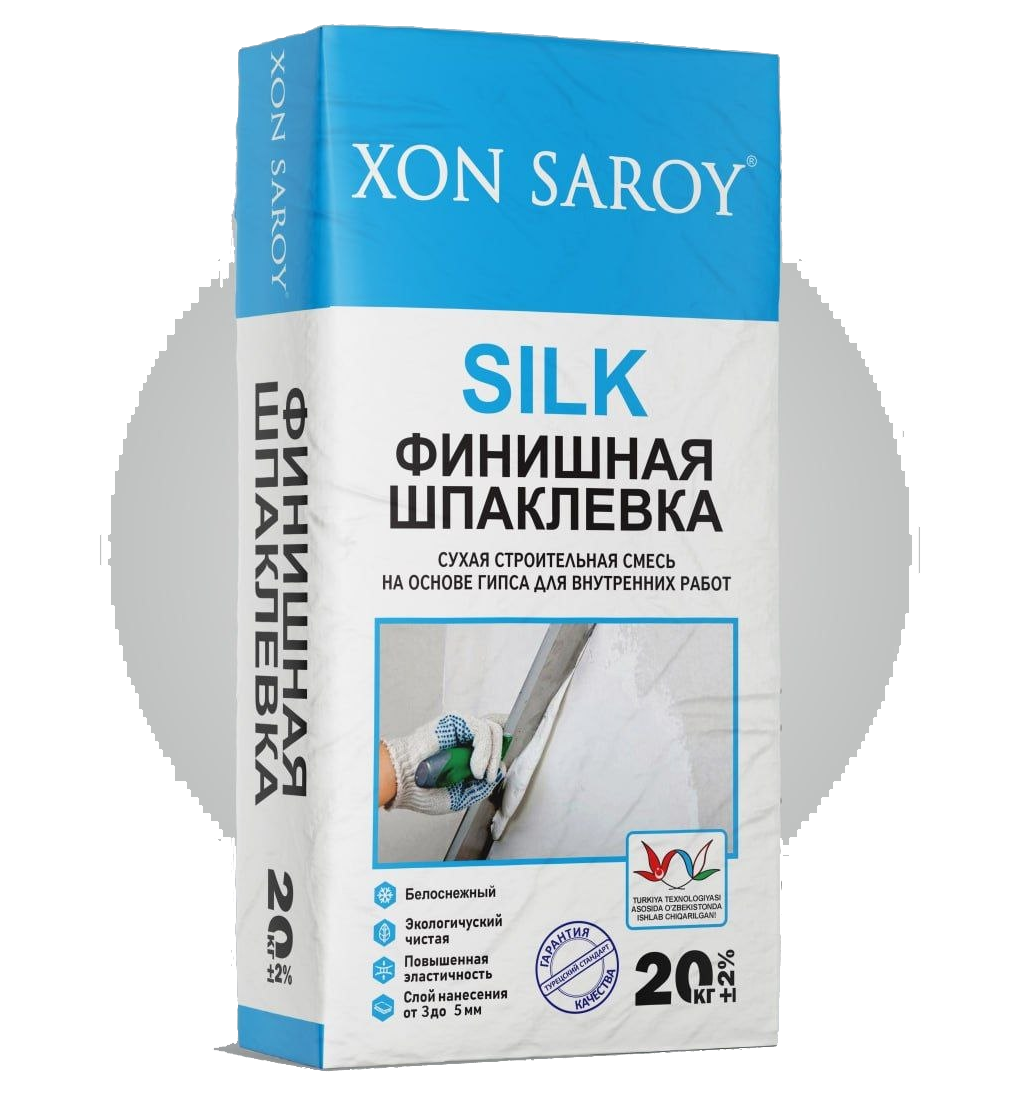 XON SAROY®
SILK
ФИНИШНАЯ
ШПАКЛЕВКА
СУХАЯ СТРОИТЕЛЬНАЯ СМЕСЬ
НА ОСНОВЕ ГИПСА ДЛЯ ВНУТРЕННИХ РАБОТ
Белоснежный
Экологичуский
чистая
Повышенная
эластичность
Слой нанесения
от 3до 5мм
ГАРАНТИЯ
ТУРЕЦКИЙ СТАНДАРТ
КАЧЕСТВА
TURKIYA TEXNOLOGIYASI
ASOSIDA O'ZBEKISTONDA
ISHLAB CHIQARILGAN!
20КГ ±2%
XON SAROY
ФИНИШНАЯ
ШПАКЛЕВКА
20КГ ±2%